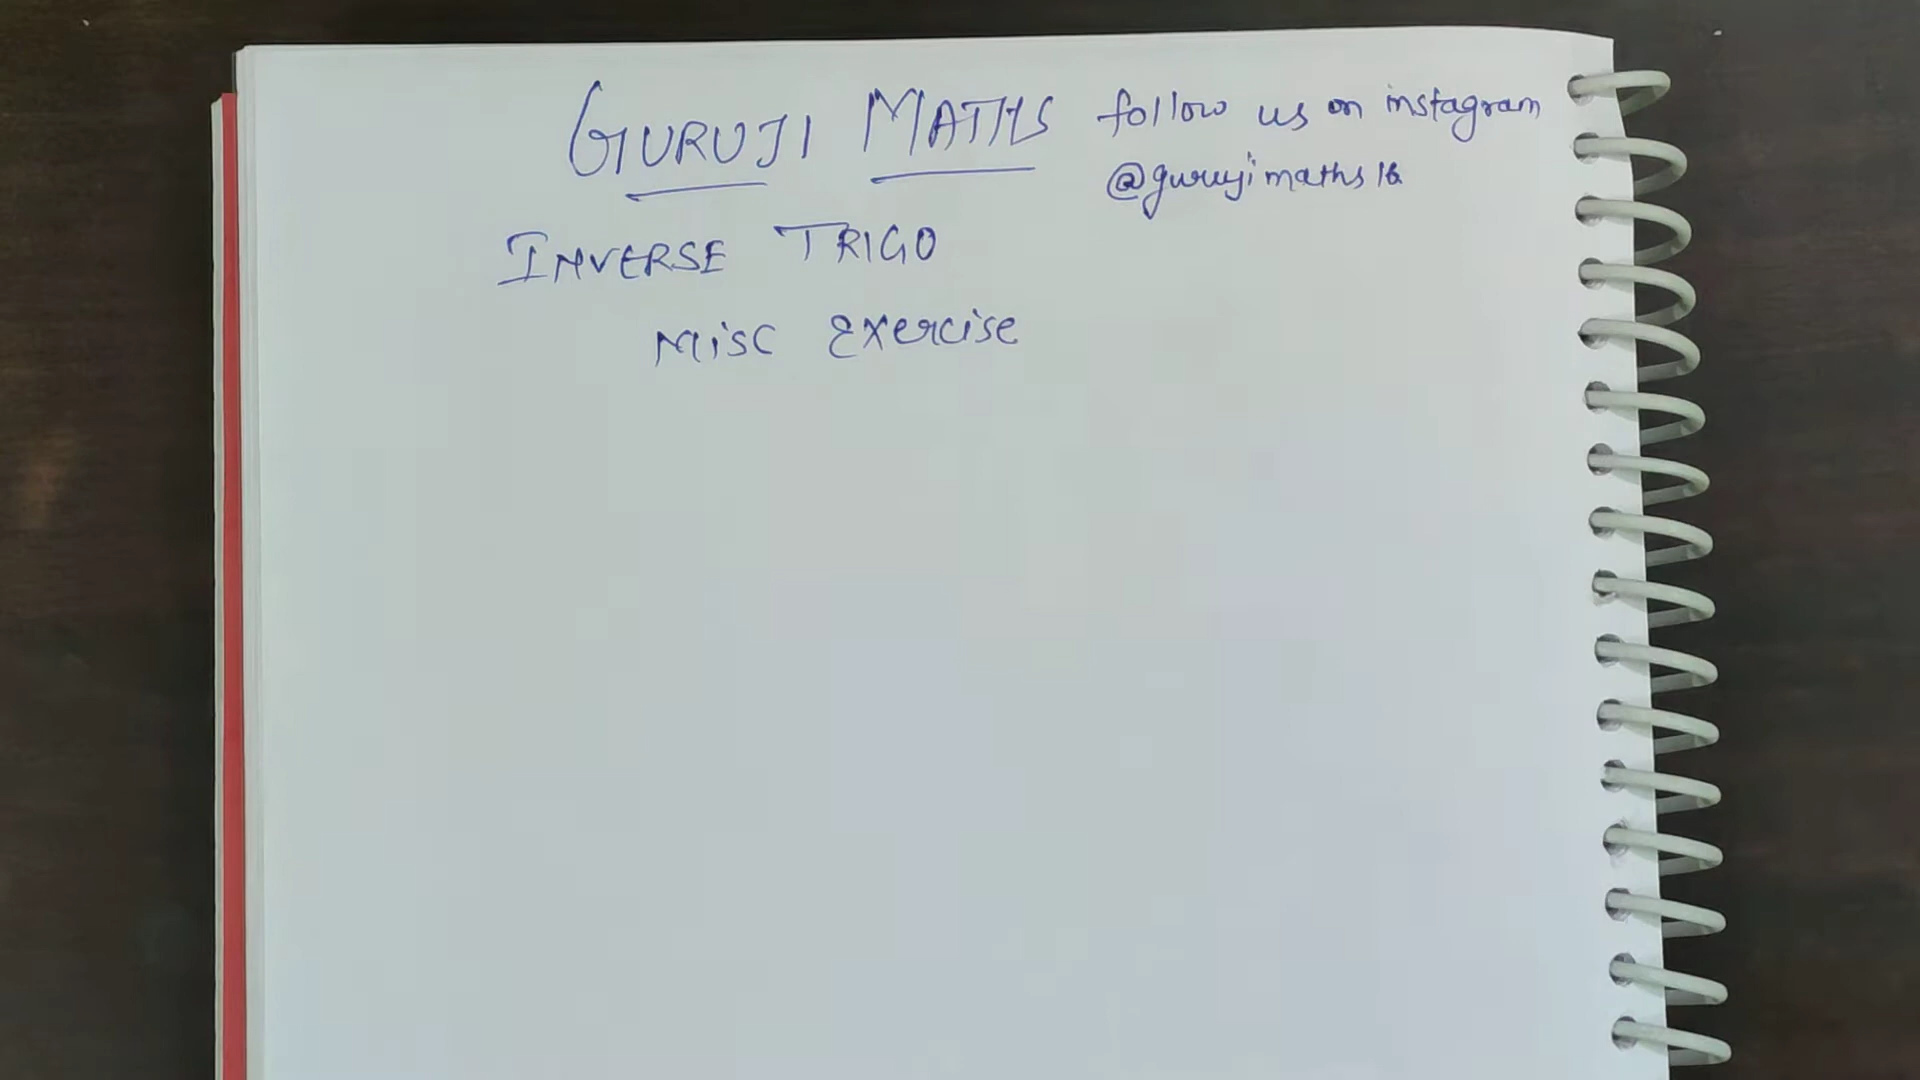 GURUJI MATHS follow us on instagram
@gurujimaths16
INVERSE TRIGO
Misc Exercise